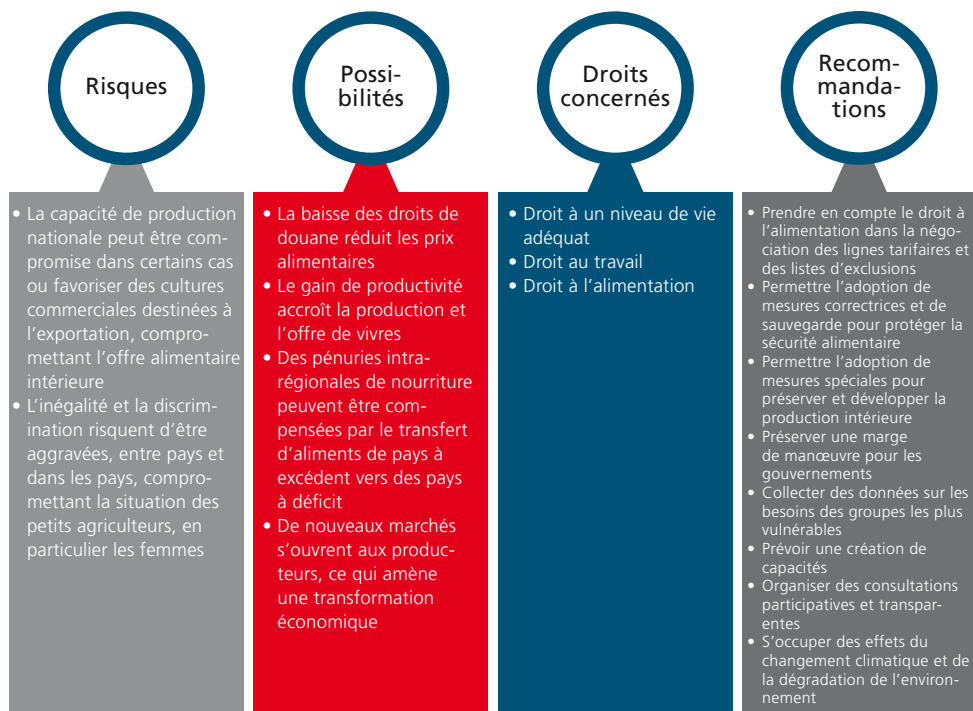 Risques
• La capacité de production
nationale peut être com-
promise dans certains cas
ou favoriser des cultures
commerciales destinées à
l’exportation, compro-
mettant l’offre alimentaire
intérieure
• L’inégalité et la discrim-
ination risquent d’être
aggravées, entre pays et
dans les pays, compro-
mettant la situation des
petits agriculteurs, en
particulier les femmes
Possi-
bilités
• La baisse des droits de
douane réduit les prix
alimentaires
• Le gain de productivité
accroît la production et
l’offre de vivres
• Des pénuries intra-
régionales de nourriture
peuvent être com-
pensées par le transfert
d’aliments de pays à
excédent vers des pays
à déficit
• De nouveaux marchés
s’ouvrent aux produc-
teurs, ce qui amène
une transformation
économique
Droits
concernés
• Droit à un niveau de vie
adéquat
• Droit au travail
• Droit à l’alimentation
Recom-
manda-
tions
• Prendre en compte le droit à
l’alimentation dans la négo-
ciation des lignes tarifaires et
des listes d’exclusions
• Permettre l’adoption de
mesures correctrices et de
sauvegarde pour protéger la
sécurité alimentaire
• Permettre l’adoption de
mesures spéciales pour
préserver et développer la
production intérieure
• Préserver une marge
de manœuvre pour les
gouvernements
• Collecter des données sur les
besoins des groupes les plus
vulnérables
• Prévoir une création de
capacités
• Organiser des consultations
participatives et transpar-
entes
• S’occuper des effets du
changement climatique et de
la dégradation de l’environ-
nement